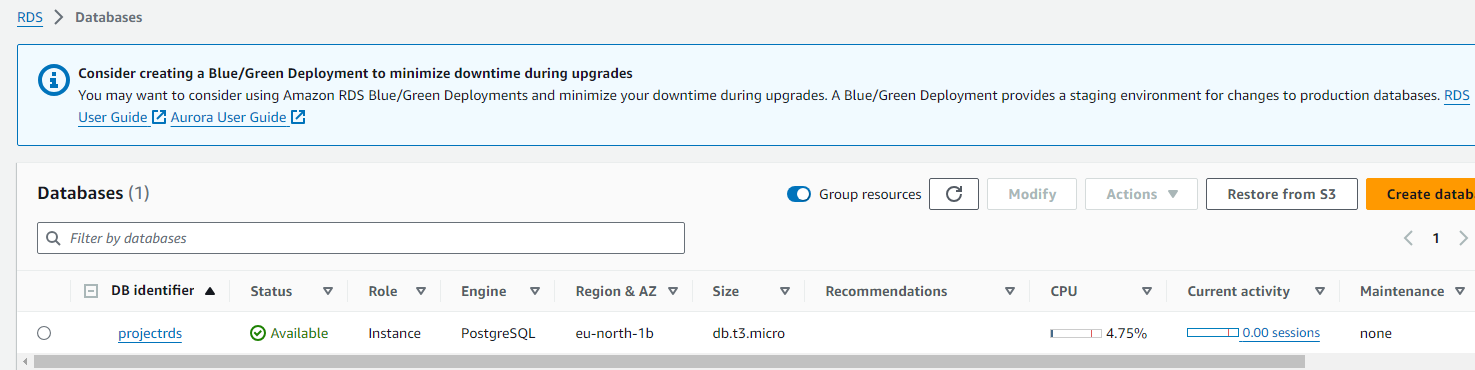 RDS > Databases
Consider creating a Blue/Green Deployment to minimize downtime during upgrades
You may want to consider using Amazon RDS Blue/Green Deployments and minimize your downtime during upgrades. A Blue/Green Deployment provides a staging environment for changes to production databases. RDS
User Guide Aurora User Guide
Databases (1) Group resources Modify Actions Restore from S3 Create datab
Filter by databases 1
DB identifier Status Role Engine Region & AZ Size Recommendations CPU Current activity Maintenance
projectrds Available Instance PostgreSQL eu-north-1b db.t3.micro 4.75% 0.00 sessions none